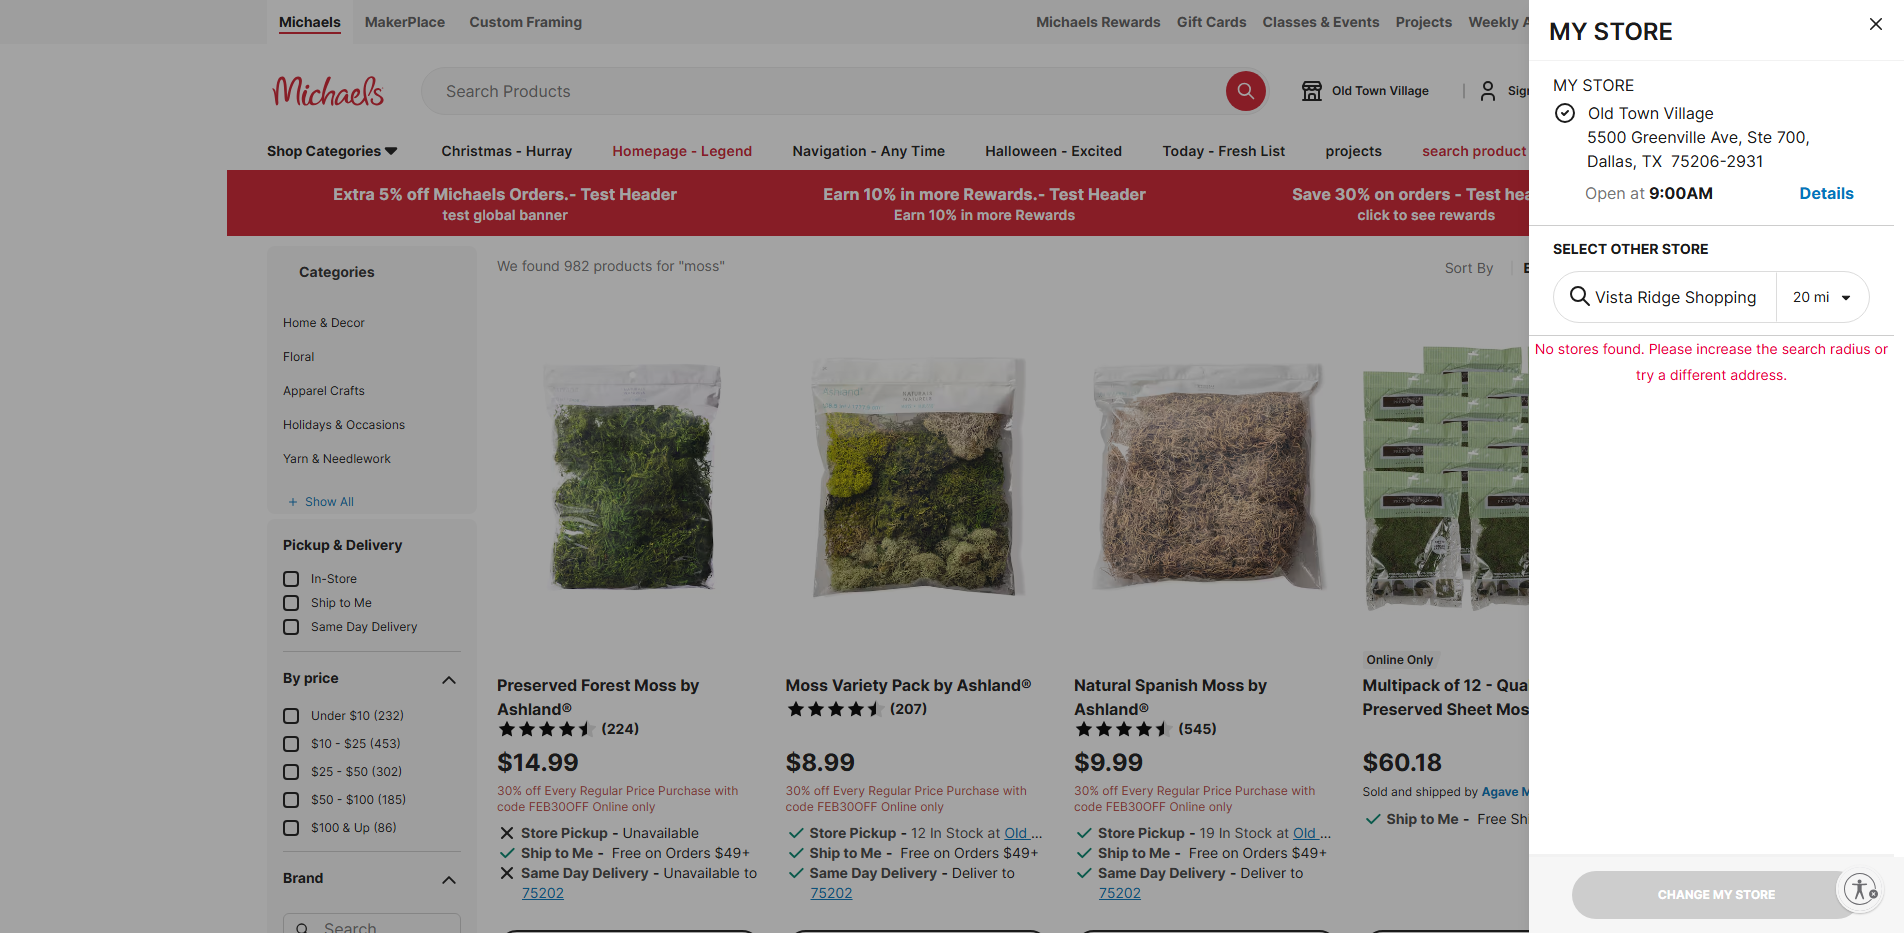 Michaels
MakerPlace
Custom Framing
Michaels Rewards
Gift Cards
Classes & Events
Projects
Weekly A
Michaels
Search Products
Old Town Village
Sign
Shop Categories
Christmas - Hurray
Homepage - Legend
Navigation - Any Time
Halloween - Excited
Today - Fresh List
projects
search product
Extra 5% off Michaels Orders.- Test Header
test global banner
Earn 10% in more Rewards.- Test Header
Earn 10% in more Rewards
Save 30% on orders - Test hea
click to see rewards
Categories
Home & Decor
Floral
Apparel Crafts
Holidays & Occasions
Yarn & Needlework
+ Show All
Pickup & Delivery
In-Store
Ship to Me
Same Day Delivery
By price
Under $10 (232)
$10 - $25 (453)
$25 - $50 (302)
$50 - $100 (185)
$100 & Up (86)
Brand
Search
We found 982 products for "moss"
Sort By
Preserved Forest Moss by
Ashland®
(224)
$14.99
30% off Every Regular Price Purchase with
code FEB30OFF Online only
Store Pickup - Unavailable
Ship to Me - Free on Orders $49+
Same Day Delivery - Unavailable to
75202
Ashland
Moss Variety Pack by Ashland®
(207)
$8.99
30% off Every Regular Price Purchase with
code FEB30OFF Online only
Store Pickup - 12 In Stock at Old ...
Ship to Me - Free on Orders $49+
Same Day Delivery - Deliver to
75202
Natural Spanish Moss by
Ashland®
(545)
$9.99
30% off Every Regular Price Purchase with
code FEB30OFF Online only
Store Pickup - 19 In Stock at Old ...
Ship to Me - Free on Orders $49+
Same Day Delivery - Deliver to
75202
Online Only
Multipack of 12 - Qua
Preserved Sheet Mos
$60.18
Sold and shipped by Agave M
Ship to Me - Free Sh
MY STORE
MY STORE
Old Town Village
5500 Greenville Ave, Ste 700,
Dallas, TX 75206-2931
Open at 9:00AM
Details
SELECT OTHER STORE
Vista Ridge Shopping
20 mi
No stores found. Please increase the search radius or
try a different address.
CHANGE MY STORE